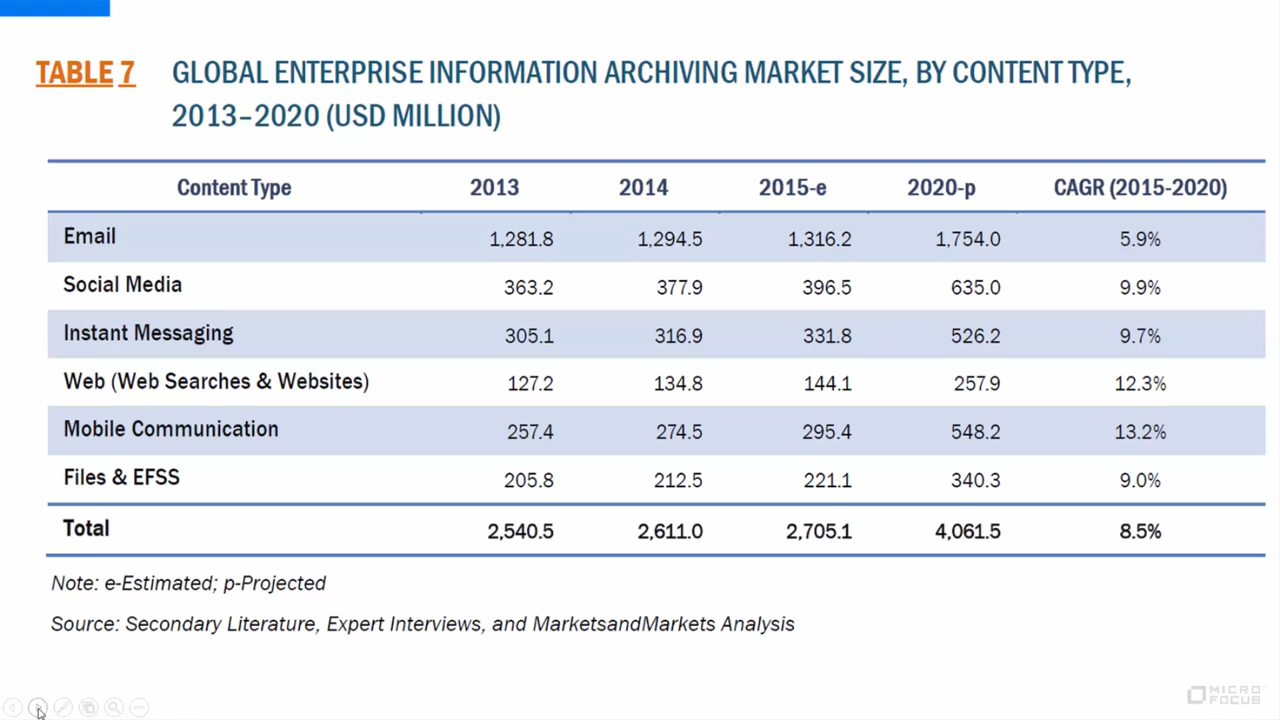 TABLE 7 GLOBAL ENTERPRISE INFORMATION ARCHIVING MARKET SIZE, BY CONTENT TYPE,
2013–2020 (USD MILLION)
Content Type 2013 2014 2015-e 2020-p CAGR (2015-2020)
Email 1,281.8 1,294.5 1,316.2 1,754.0 5.9%
Social Media 363.2 377.9 396.5 635.0 9.9%
Instant Messaging 305.1 316.9 331.8 526.2 9.7%
Web (Web Searches & Websites) 127.2 134.8 144.1 257.9 12.3%
Mobile Communication 257.4 274.5 295.4 548.2 13.2%
Files & EFSS 205.8 212.5 221.1 340.3 9.0%
Total 2,540.5 2,611.0 2,705.1 4,061.5 8.5%
Note: e-Estimated; p-Projected
Source: Secondary Literature, Expert Interviews, and MarketsandMarkets Analysis
MICRO
FOCUS